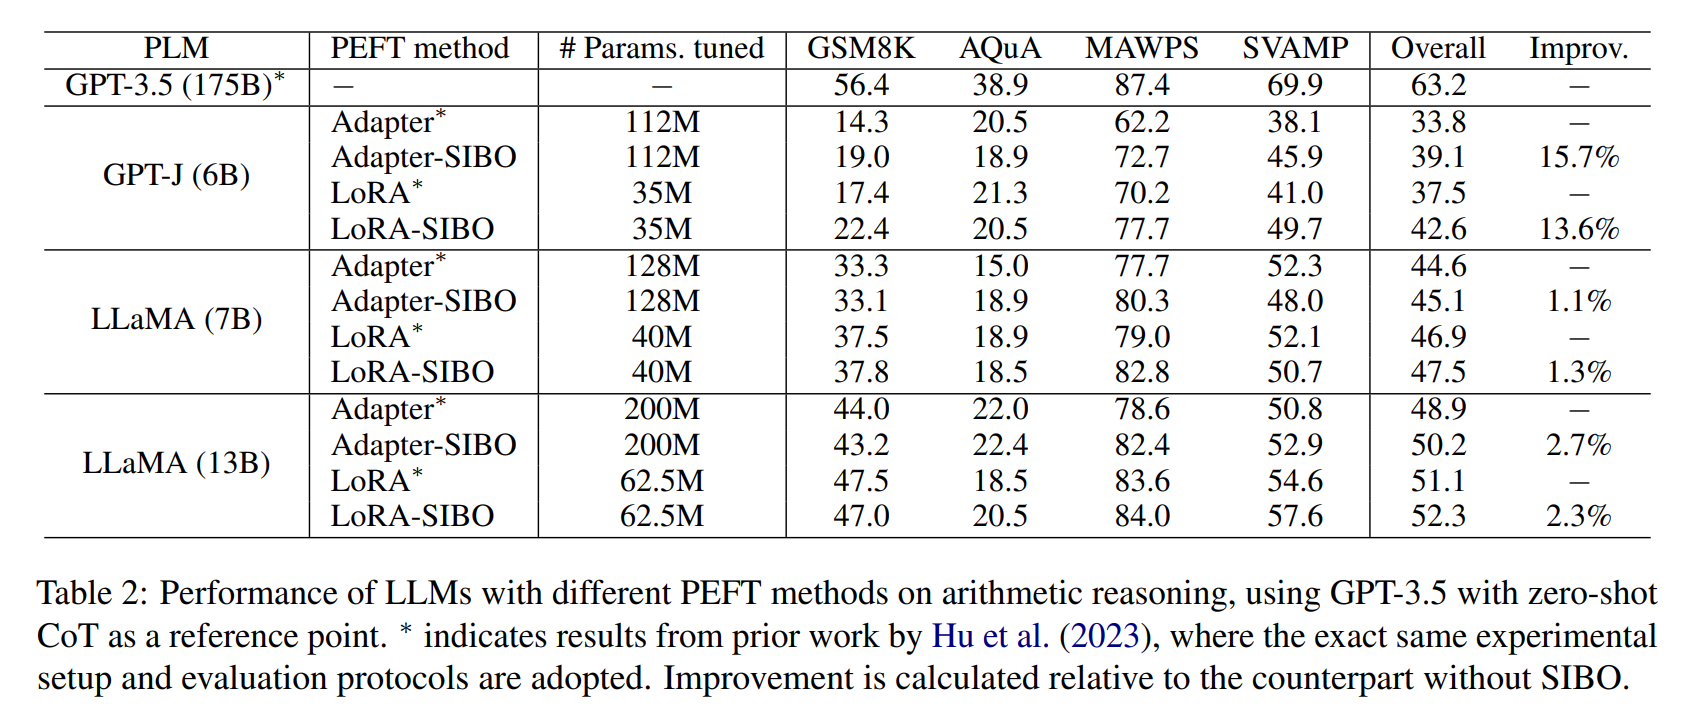 PLM PEFT method # Params. tuned GSM8K AQuA MAWPS SVAMP Overall Improv.
GPT-3.5 (175B)* — — 56.4 38.9 87.4 69.9 63.2 —
GPT-J (6B)
Adapter* 112M 14.3 20.5 62.2 38.1 33.8 —
Adapter-SIBO 112M 19.0 18.9 72.7 45.9 39.1 15.7%
LoRA* 35M 17.4 21.3 70.2 41.0 37.5 —
LoRA-SIBO 35M 22.4 20.5 77.7 49.7 42.6 13.6%
LLaMA (7B)
Adapter* 128M 33.3 15.0 77.7 52.3 44.6 —
Adapter-SIBO 128M 33.1 18.9 80.3 48.0 45.1 1.1%
LoRA* 40M 37.5 18.9 79.0 52.1 46.9 —
LoRA-SIBO 40M 37.8 18.5 82.8 50.7 47.5 1.3%
LLaMA (13B)
Adapter* 200M 44.0 22.0 78.6 50.8 48.9 —
Adapter-SIBO 200M 43.2 22.4 82.4 52.9 50.2 2.7%
LoRA* 62.5M 47.5 18.5 83.6 54.6 51.1 —
LoRA-SIBO 62.5M 47.0 20.5 84.0 57.6 52.3 2.3%
Table 2: Performance of LLMs with different PEFT methods on arithmetic reasoning, using GPT-3.5 with zero-shot
CoT as a reference point. * indicates results from prior work by Hu et al. (2023), where the exact same experimental
setup and evaluation protocols are adopted. Improvement is calculated relative to the counterpart without SIBO.